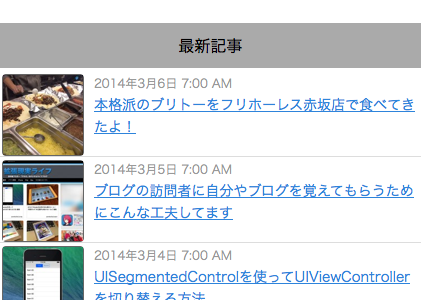 最新記事
2014年3月6日 7:00 AM
本格派のブリトーをフリホーレス赤坂店で食べてき
たよ！
2014年3月5日 7:00 AM
ブログの訪問者に自分やブログを覚えてもらうため
にこんな工夫してます
2014年3月4日 7:00 AM
UISegmentedControlを使ってUIViewController
を切り替える方法